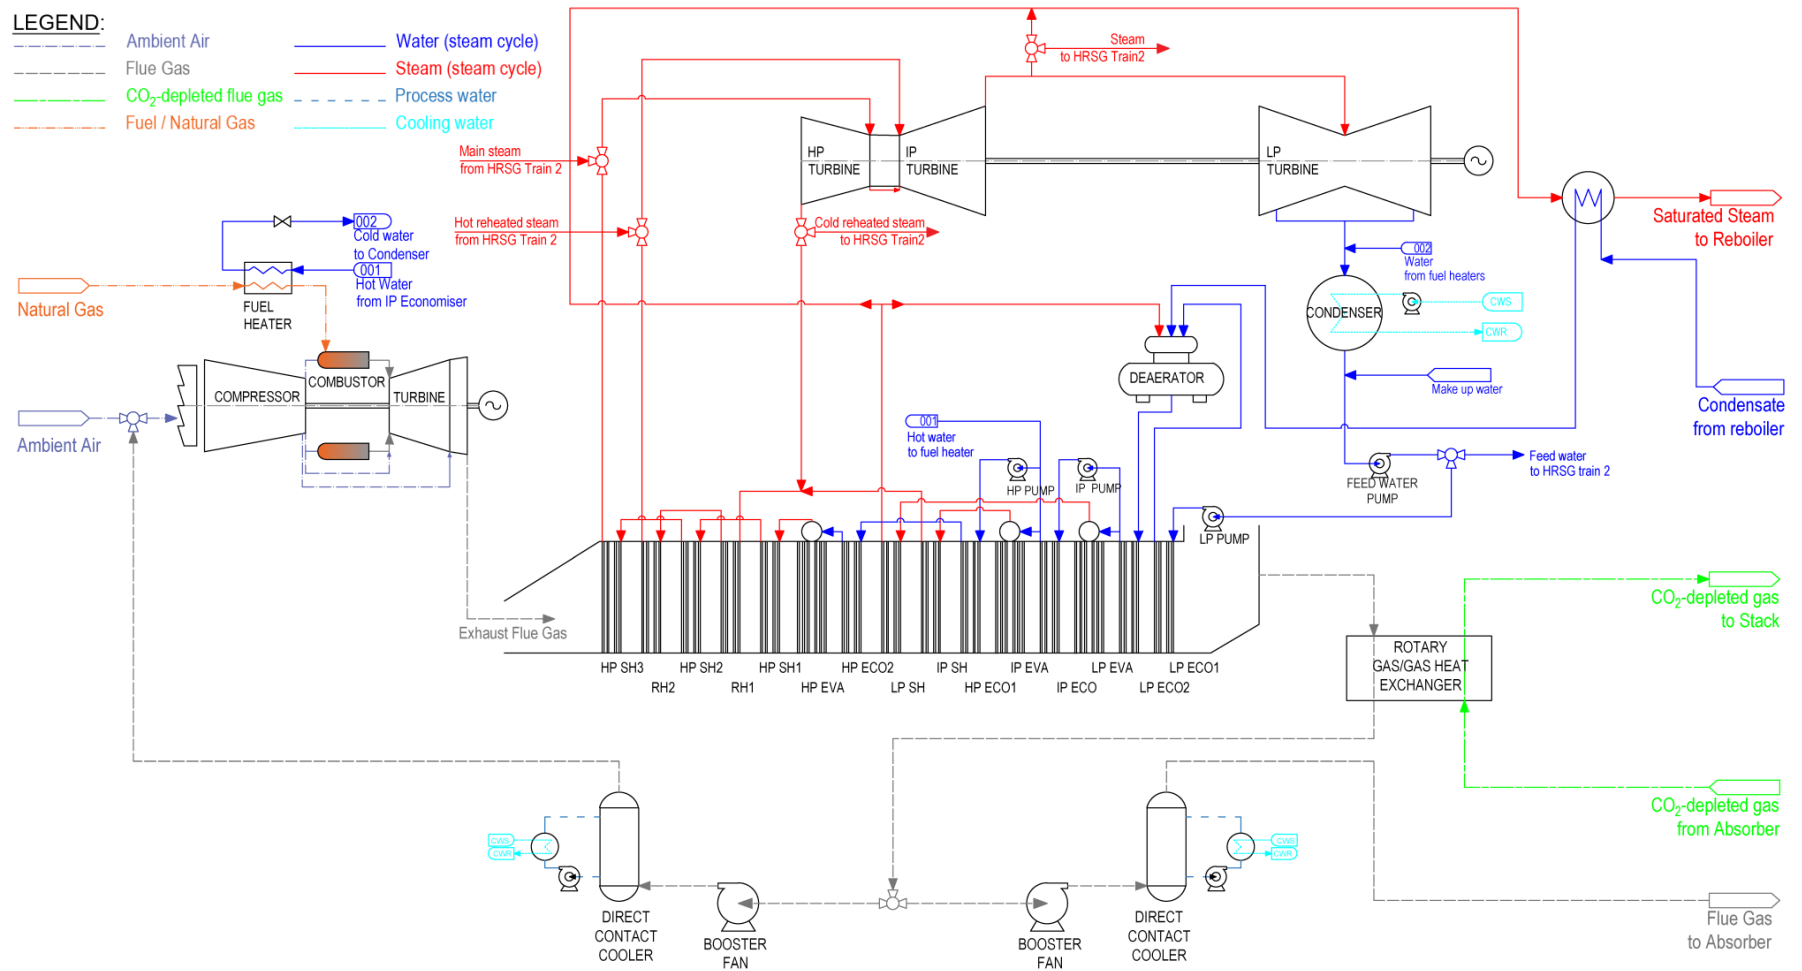 LEGEND:
Ambient Air
Water (steam cycle)
Flue Gas
Steam (steam cycle)
CO2-depleted flue gas
Process water
Fuel / Natural Gas
Cooling water
Steam
to HRSG Train2
Main steam
from HRSG Train 2
HP
TURBINE
IP
TURBINE
LP
TURBINE
Hot reheated steam
from HRSG Train 2
Cold reheated steam
to HRSG Train2
Saturated Steam
to Reboiler
002
Cold water
to Condenser
001
Hot Water
from IP Economiser
Natural Gas
FUEL
HEATER
002
Water
from fuel heaters
CONDENSER
CWS
CWR
COMPRESSOR
COMBUSTOR
TURBINE
DEAERATOR
Make up water
Condensate
from reboiler
Ambient Air
001
Hot water
to fuel heater
HP PUMP
IP PUMP
FEED WATER
PUMP
Feed water
to HRSG train 2
LP PUMP
Exhaust Flue Gas
HP SH3
HP SH2
HP SH1
HP ECO2
IP SH
IP EVA
LP EVA
LP ECO1
RH2
RH1
HP EVA
LP SH
HP ECO1
IP ECO
LP ECO2
CO2-depleted gas
to Stack
ROTARY
GAS/GAS HEAT
EXCHANGER
CO2-depleted gas
from Absorber
CWS
CWR
CWS
CWR
DIRECT
CONTACT
COOLER
BOOSTER
FAN
BOOSTER
FAN
DIRECT
CONTACT
COOLER
Flue Gas
to Absorber